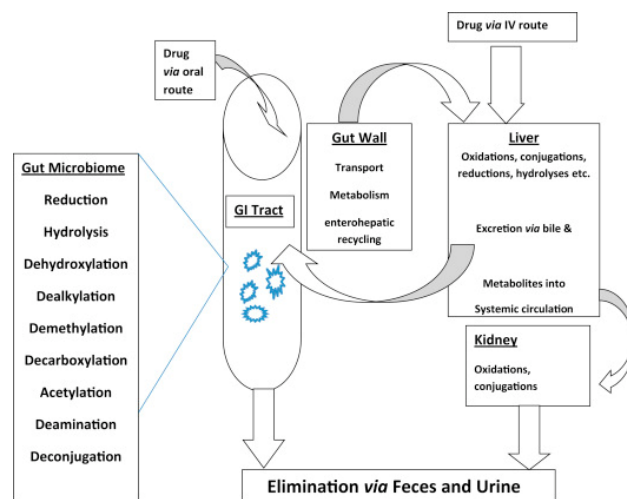 Drug
via oral
route
Drug via IV route
Gut Microbiome
Reduction
Hydrolysis
Dehydroxylation
Dealkylation
Demethylation
Decarboxylation
Acetylation
Deamination
Deconjugation
GI Tract
Gut Wall
Transport
Metabolism
enterohepatic
recycling
Liver
Oxidations, conjugations,
reductions, hydrolyses etc.
Excretion via bile &
Metabolites into
Systemic circulation
Kidney
Oxidations,
conjugations
Elimination via Feces and Urine